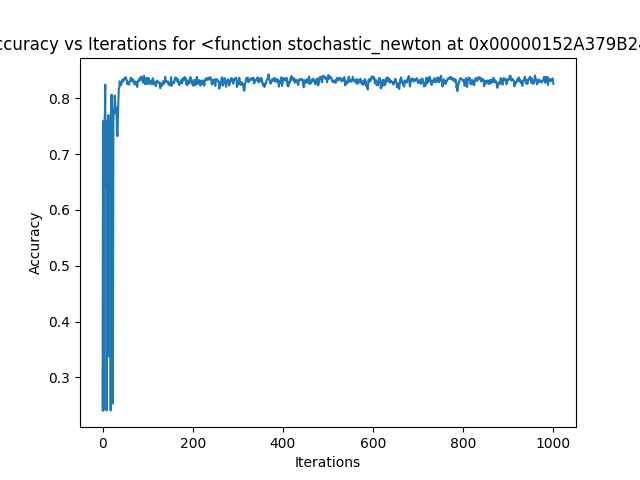 ccuracy vs Iterations for <function stochastic_newton at 0x00000152A379B2
0.8
0.7
0.6
0.5
0.4
0.3
Accuracy
0 200 400 600 800 1000
Iterations